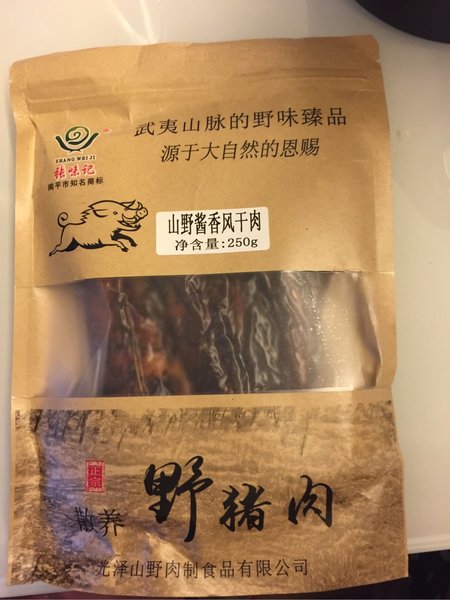 武夷山脉的野味臻品
源于大自然的恩赐
ZHANG WEI JI
张味记
南平市知名商标
山野酱香风干肉
净含量:250g
正宗
散养
野猪肉
光泽山野肉制食品有限公司